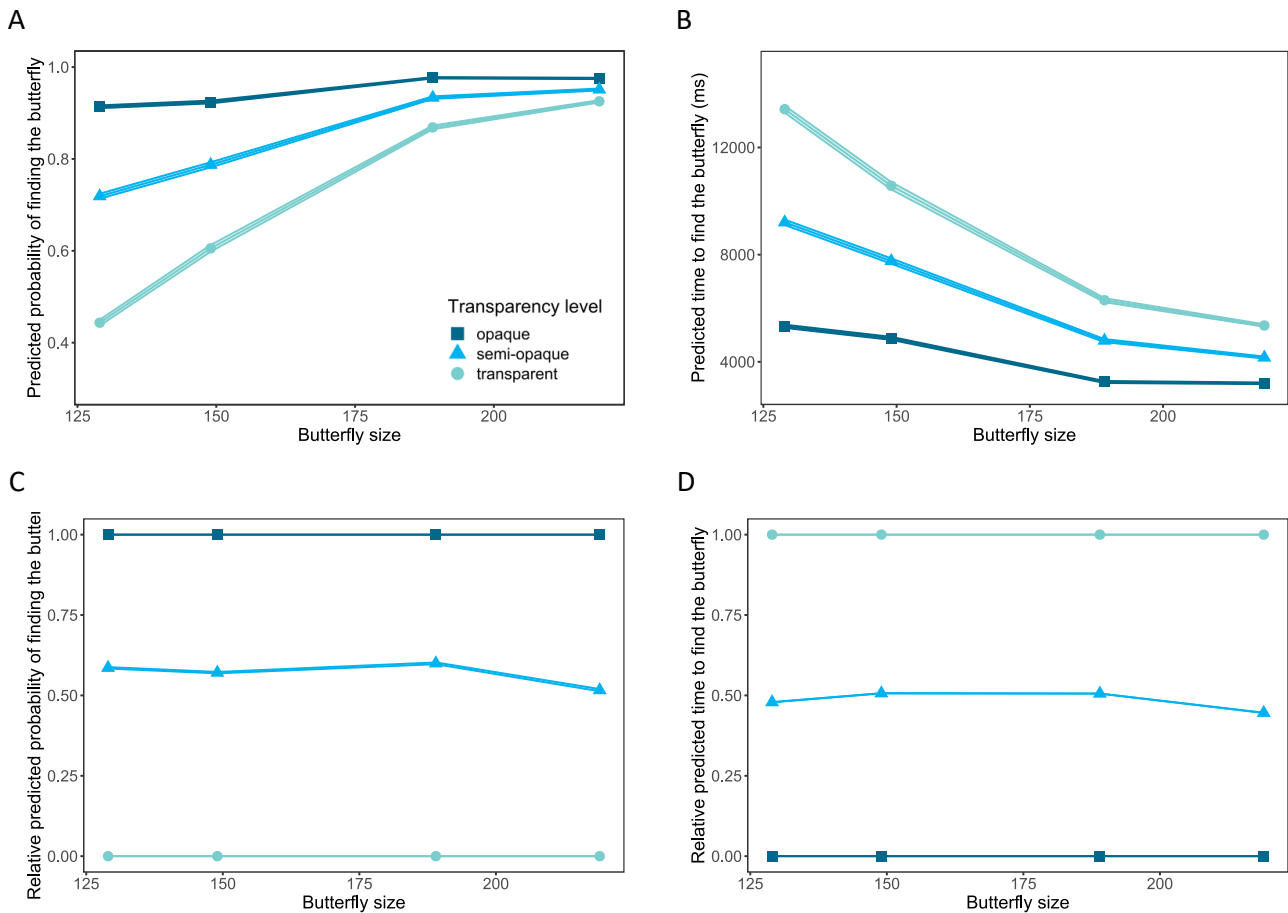 A
Predicted probability of finding the butterfly
1.0
0.8
0.6
0.4
125
150
175
200
Butterfly size
Transparency level
opaque
semi-opaque
transparent
B
Predicted time to find the butterfly (ms)
12000
8000
4000
125
150
175
200
Butterfly size
C
Relative predicted probability of finding the butter
1.00
0.75
0.50
0.25
0.00
125
150
175
200
Butterfly size
D
Relative predicted time to find the butterfly
1.00
0.75
0.50
0.25
0.00
125
150
175
200
Butterfly size